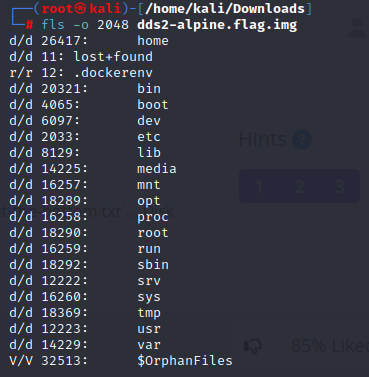 ┌──(root㉿kali)-[/home/kali/Downloads]
└─# fls -o 2048 dds2-alpine.flag.img
d/d 26417: home
d/d 11: lost+found
r/r 12: .dockerenv
d/d 20321: bin
d/d 4065: boot
d/d 6097: dev
d/d 2033: etc
d/d 8129: lib
d/d 14225: media
d/d 16257: mnt
d/d 18289: opt
d/d 16258: proc
d/d 18290: root
d/d 16259: run
d/d 18292: sbin
d/d 12222: srv
d/d 16260: sys
d/d 18369: tmp
d/d 12223: usr
d/d 14229: var
V/V 32513: $OrphanFiles
Hints ?
1 2 3
85% Liked